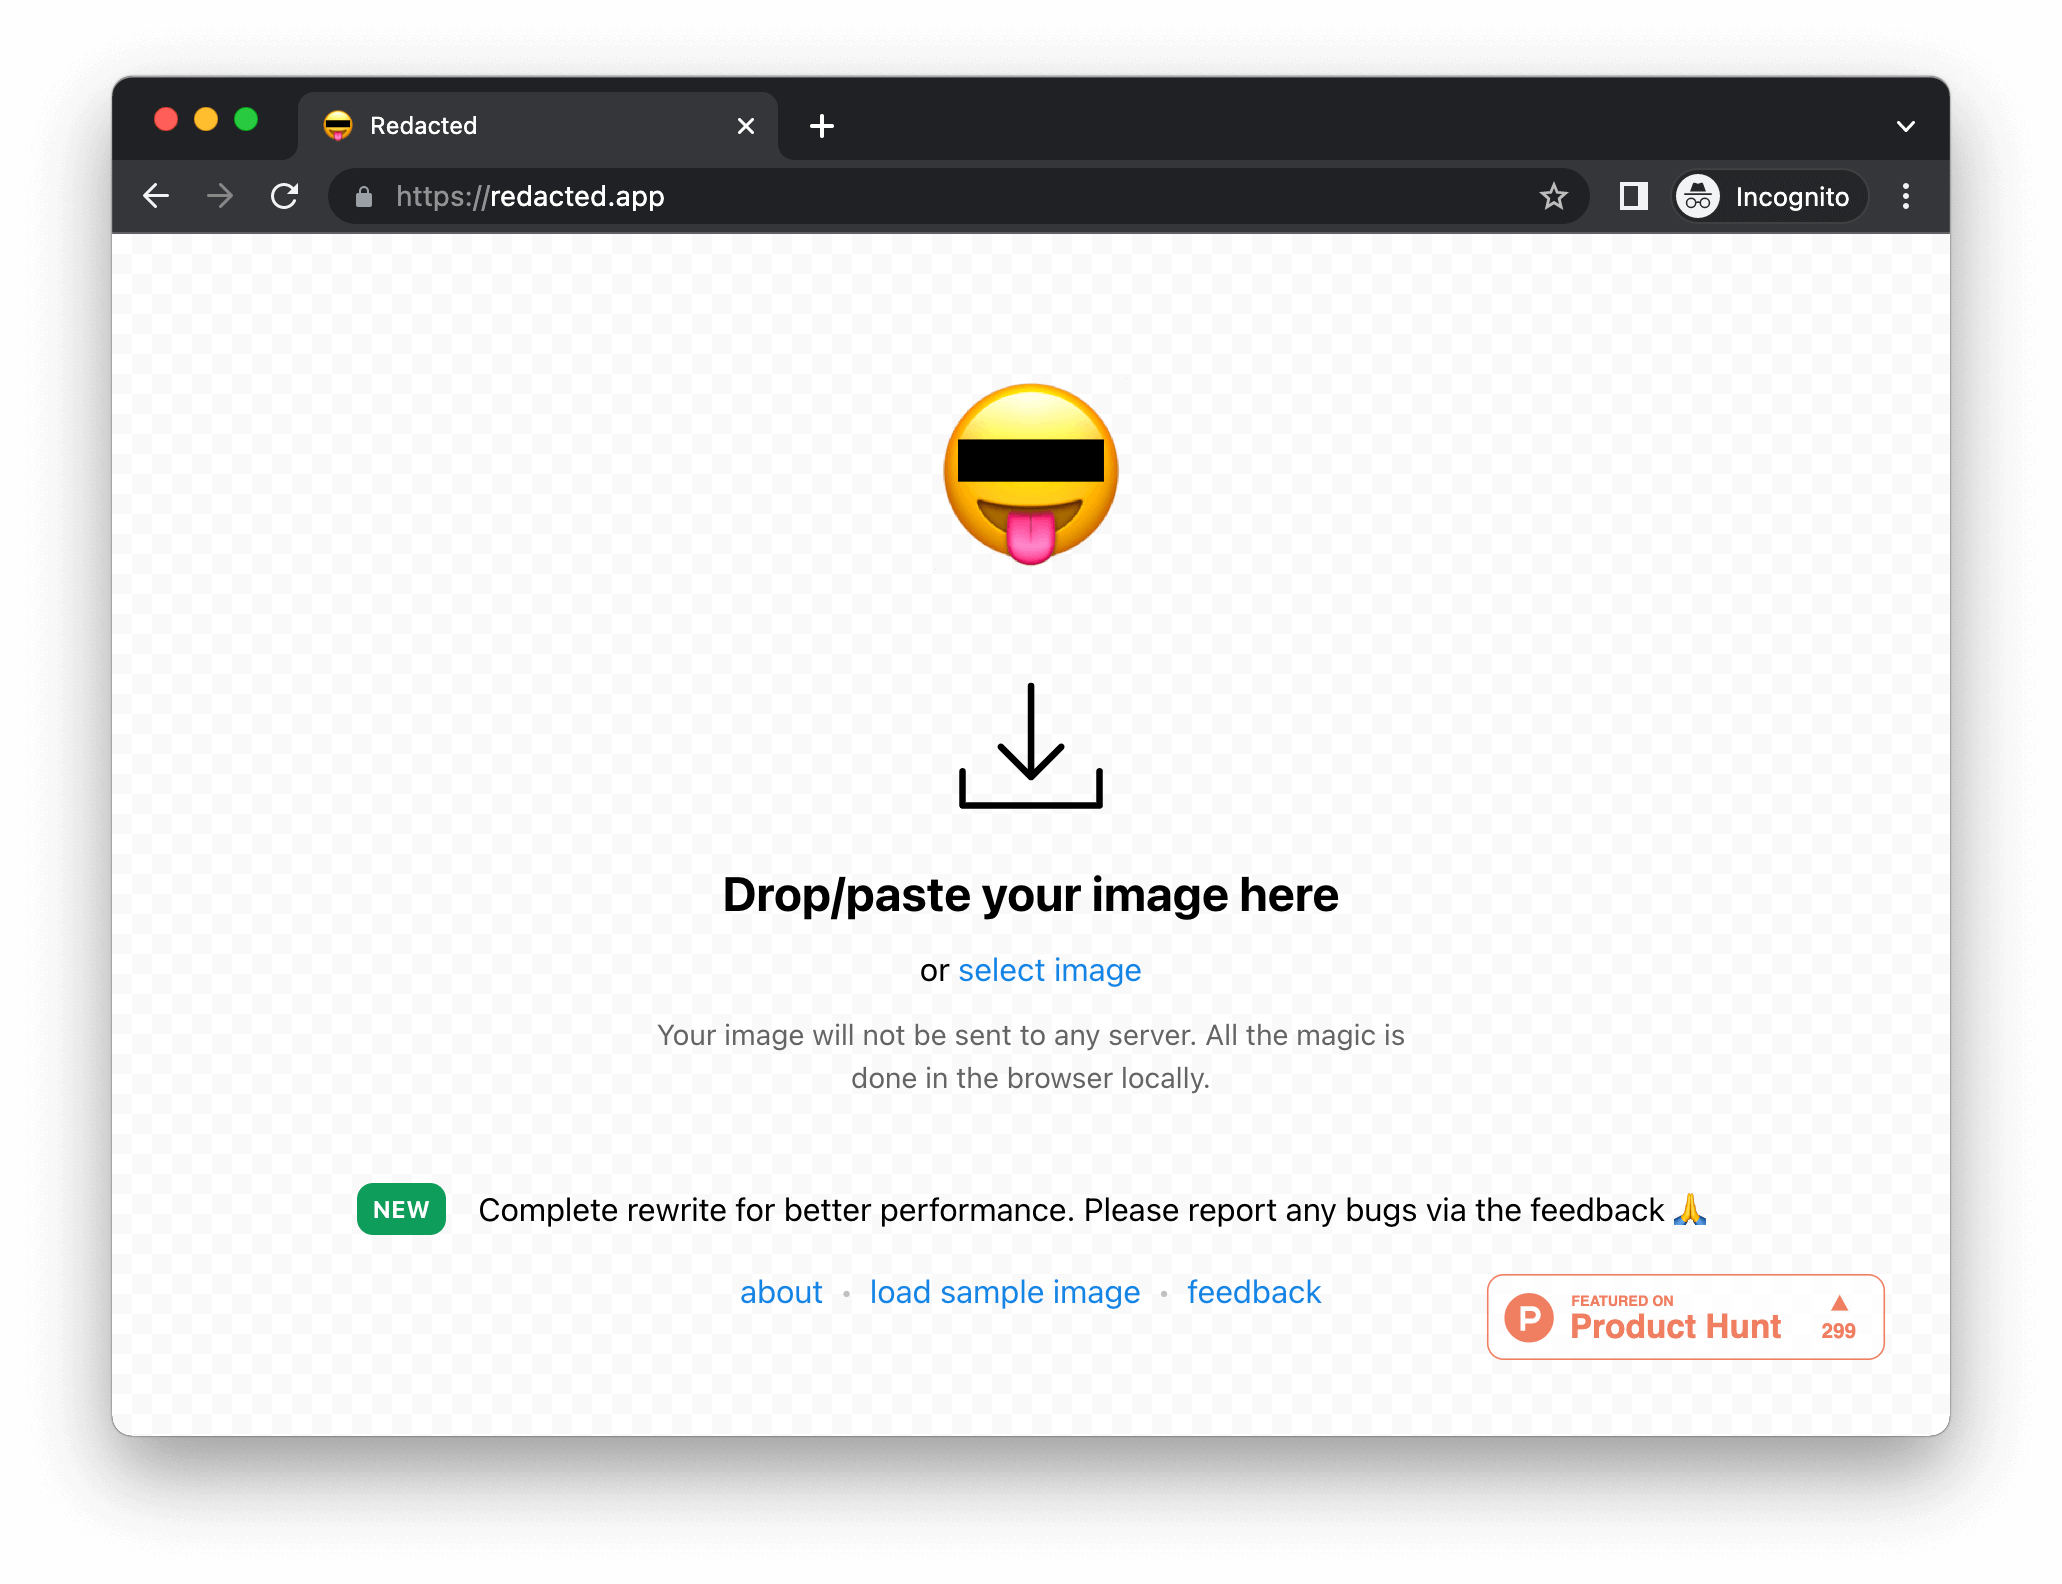 Redacted
https://redacted.app
Incognito
Drop/paste your image here
or select image
Your image will not be sent to any server. All the magic is
done in the browser locally.
NEW Complete rewrite for better performance. Please report any bugs via the feedback 🙏
about • load sample image • feedback
P
FEATURED ON
Product Hunt
▲
299